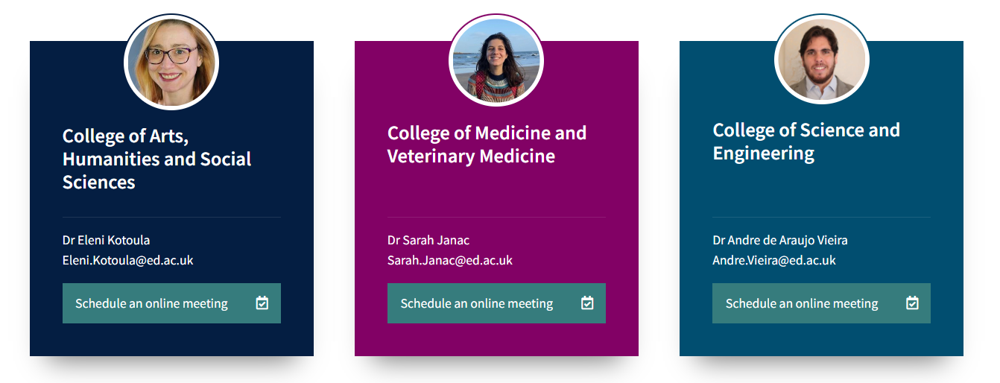 College of Arts,
Humanities and Social
Sciences
Dr Eleni Kotoula
Eleni.Kotoula@ed.ac.uk
Schedule an online meeting
College of Medicine and
Veterinary Medicine
Dr Sarah Janac
Sarah.Janac@ed.ac.uk
Schedule an online meeting
College of Science and
Engineering
Dr Andre de Araujo Vieira
Andre.Vieira@ed.ac.uk
Schedule an online meeting